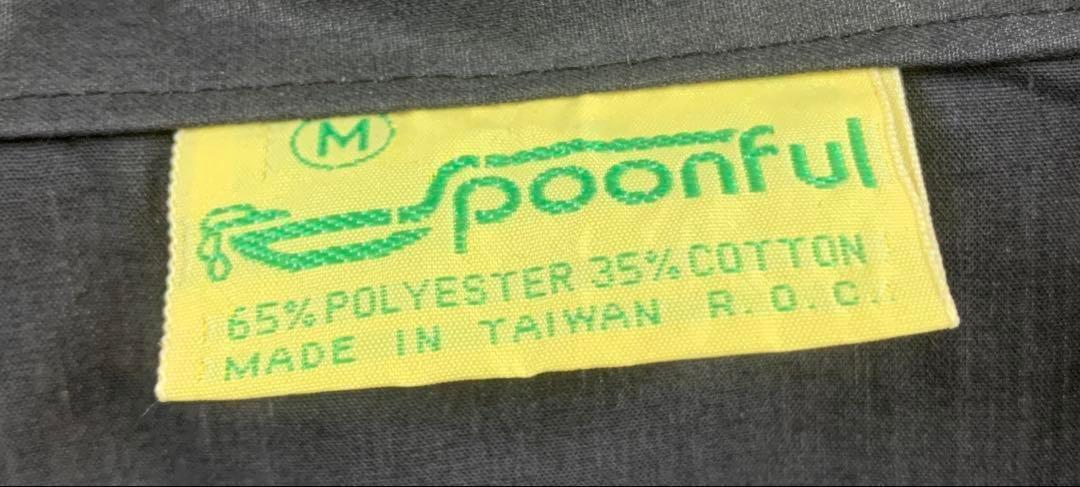 M
Spoonful
65% POLYESTER 35% COTTON
MADE IN TAIWAN R.O.C.